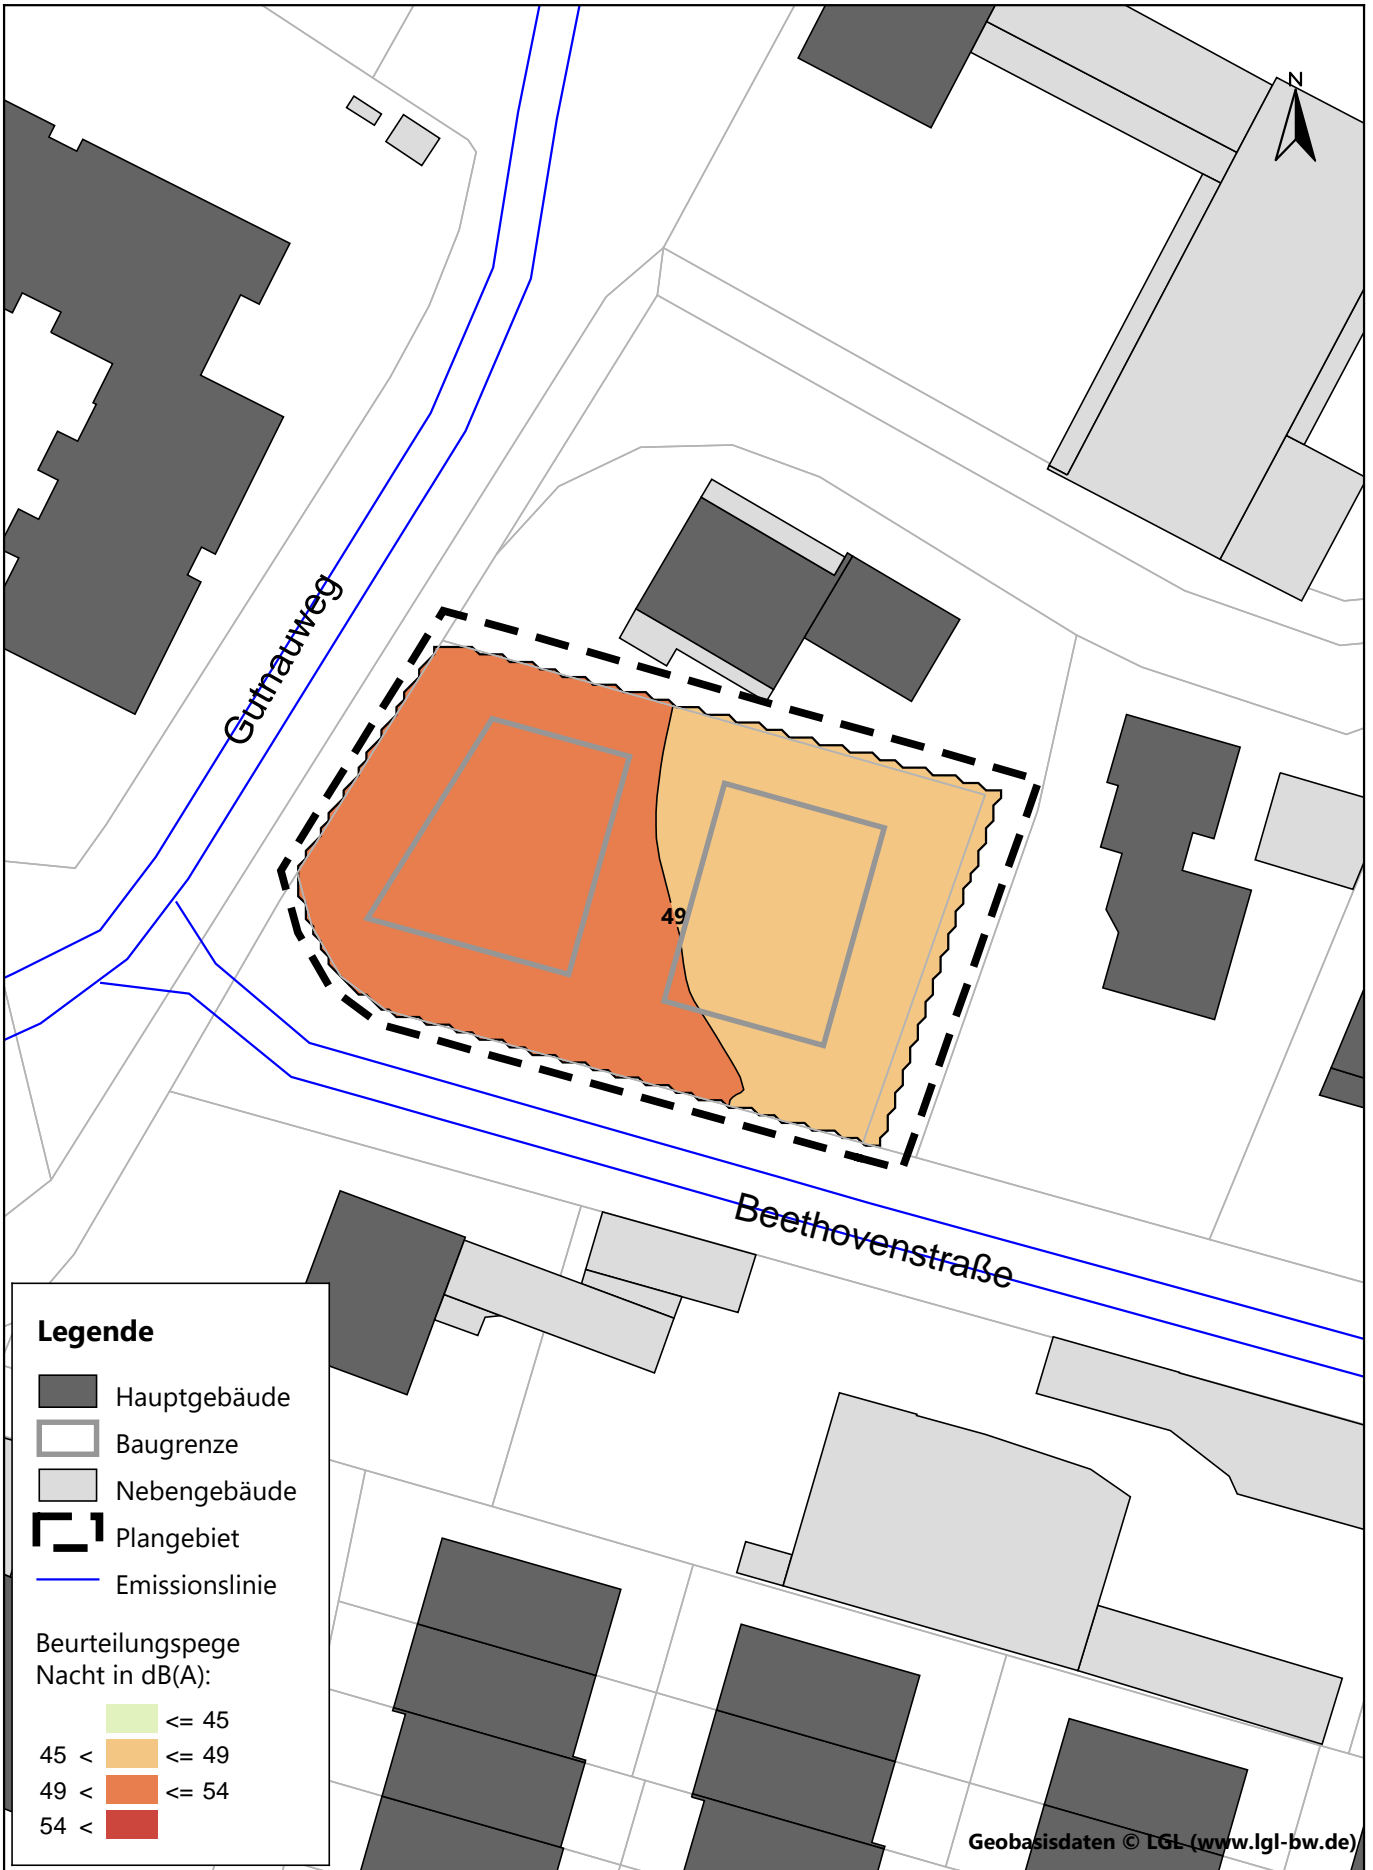 N
Gutnauweg
49
Beethovenstraße
Legende
Hauptgebäude
Baugrenze
Nebengebäude
Plangebiet
Emissionslinie
Beurteilungspege
Nacht in dB(A):
<= 45
45 < <= 49
49 < <= 54
54 <
Geobasisdaten © LGL (www.lgl-bw.de)